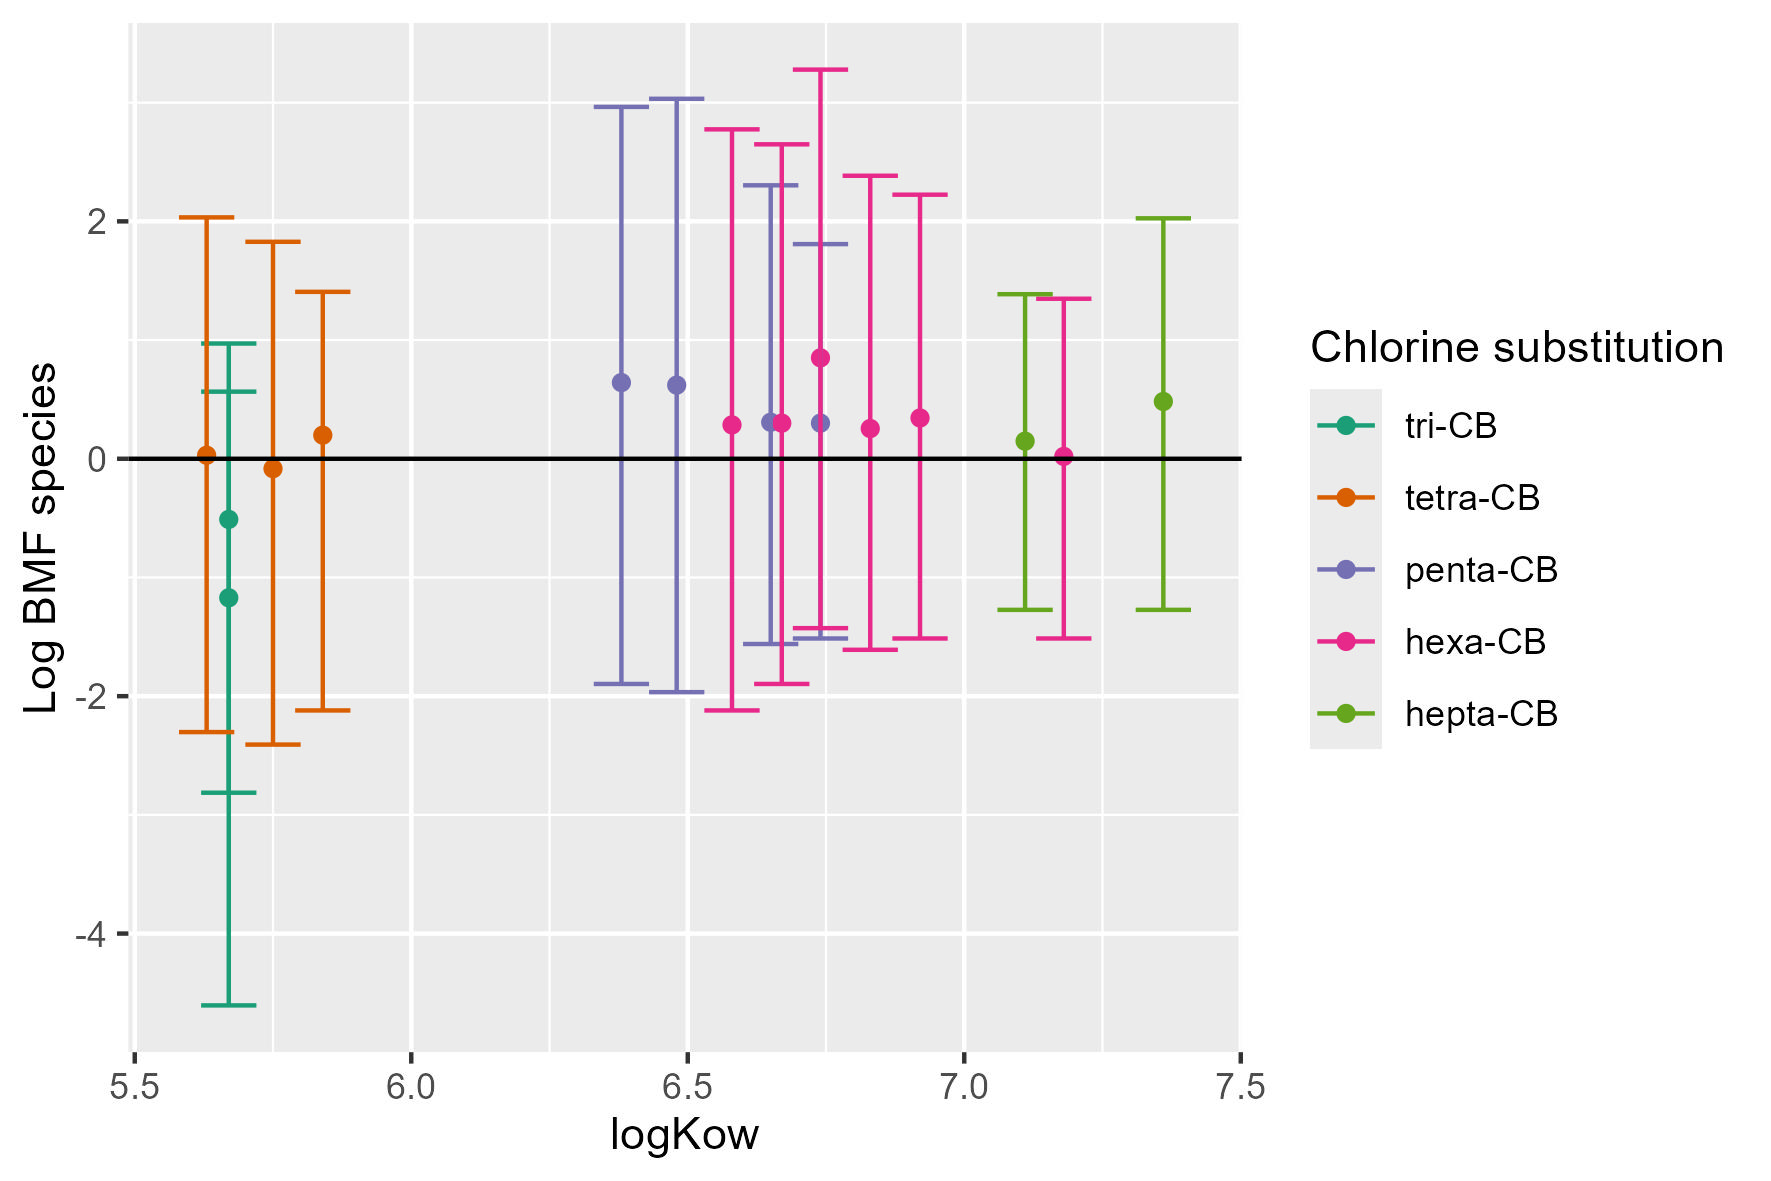 Log BMF species
2
0
-2
-4
5.5 6.0 6.5 7.0 7.5
logKow
Chlorine substitution
tri-CB
tetra-CB
penta-CB
hexa-CB
hepta-CB